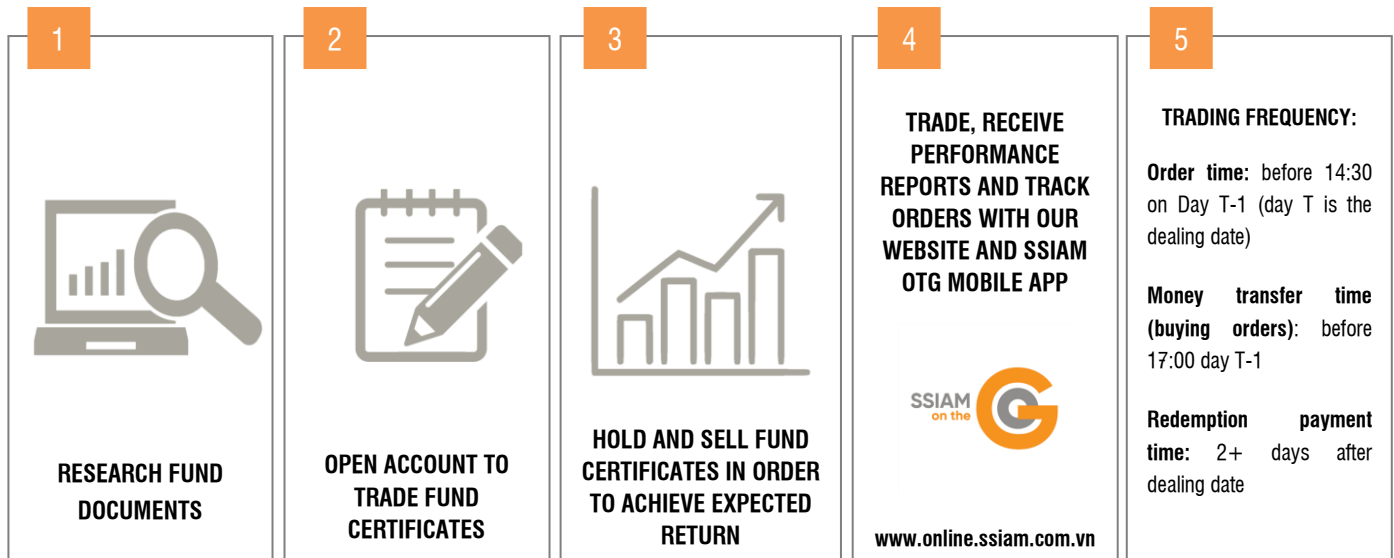 1
RESEARCH FUND
DOCUMENTS
2
OPEN ACCOUNT TO
TRADE FUND
CERTIFICATES
3
HOLD AND SELL FUND
CERTIFICATES IN ORDER
TO ACHIEVE EXPECTED
RETURN
4
TRADE, RECEIVE
PERFORMANCE
REPORTS AND TRACK
ORDERS WITH OUR
WEBSITE AND SSIAM
OTG MOBILE APP
SSIAM
on the
GO
www.online.ssiam.com.vn
5
TRADING FREQUENCY:
Order time: before 14:30
on Day T-1 (day T is the
dealing date)
Money transfer time
(buying orders): before
17:00 day T-1
Redemption payment
time: 2+ days after
dealing date